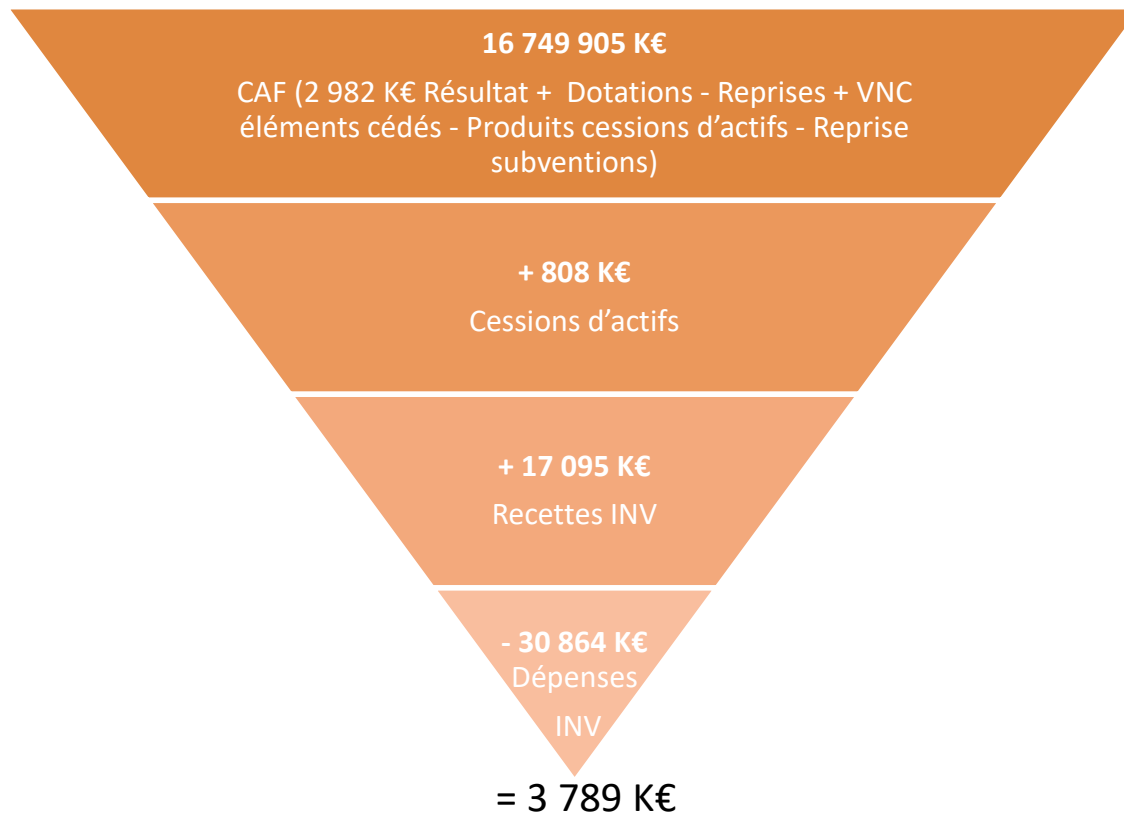 16 749 905 K€
CAF (2 982 K€ Résultat + Dotations - Reprises + VNC
éléments cédés - Produits cessions d’actifs - Reprise
subventions)
+ 808 K€
Cessions d’actifs
+ 17 095 K€
Recettes INV
- 30 864 K€
Dépenses
INV
= 3 789 K€